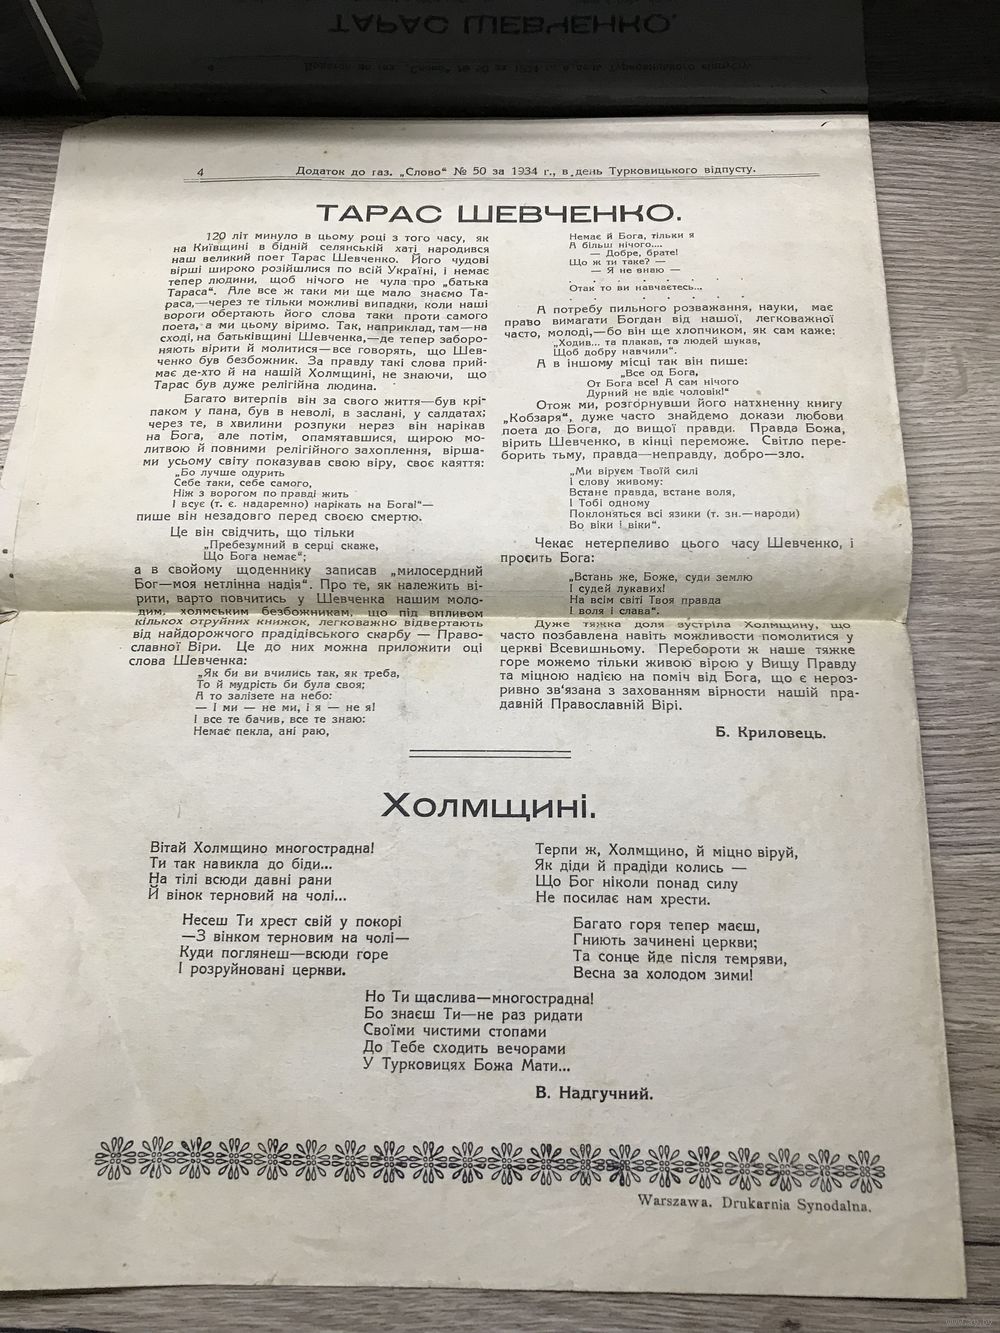 4
Додаток до газ. „Слово“ № 50 за 1934 г., в день Турковицького відпусту.
ТАРАС ШЕВЧЕНКО.
120 літ минуло в цьому році з того часу, як
на Київщині в бідній селянській хаті народився
наш великий поет Тарас Шевченко. Його чудові
вірші широко розійшлися по всій Україні, і немає
тепер людини, щоб нічого не чула про „батька
Тараса“. Але все ж таки ми ще мало знаємо Та-
раса,—через те тільки можливі випадки, коли наші
вороги обертають його слова таки проти самого
поета, а ми цьому віримо. Так, наприклад, там—на
сході, на батьківщині Шевченка,—де тепер заборо-
няють вірити й молитися—все говорять, що Шев-
ченко був безбожник. За правду такі слова прий-
має де-хто й на нашій Холмщині, не знаючи, що
Тарас був дуже релігійна людина.
Багато витерпів він за свого життя—був крі-
паком у пана, був в неволі, в заслані, у салдатах;
через те, в хвилини розпуки нераз він нарікав
на Бога, але потім, опамятавшися, щирою мо-
литвою й повними релігійного захоплення, вірша-
ми усьому світу показував свою віру, своє каяття:
„Бо лучше одурить
Себе таки, себе самого,
Ніж з ворогом по правді жить
І всує (т. є. надаремно) нарікать на Бога!“—
пише він незадовго перед своєю смертю.
Це він свідчить, що тільки
„Пребезумний в серці скаже,
Що Бога немає“;
а в свойому щоденнику записав „милосердний
Бог—моя нетлінна надія“. Про те, як належить ві-
рити, варто повчитись у Шевченка нашим моло-
дим, холмським безбожникам, що під впливом
кількох отруйних книжок, легковажно відвертають
від найдорожчого прадідівського скарбу — Право-
славної Віри. Це до них можна приложити оці
слова Шевченка:
„Як би ви вчились так, як треба,
То й мудрість би була своя;
А то залізете на небо:
— І ми — не ми, і я — не я!
І все те бачив, все те знаю:
Немає пекла, ані раю,
Немає й Бога, тільки я
А більш нічого....
— Добре, брате!
Що ж ти таке? —
— Я не знаю —
. . . . . . . . . .
Отак то ви навчаєтесь...
. . . . . . . . . .
А потребу пильного розважання, науки, має
право вимагати Богдан від нашої, легковажної
часто, молоді,—бо він ще хлопчиком, як сам каже:
„Ходив... та плакав, та людей шукав,
Щоб добру навчили“.
А в іншому місці так він пише:
„Все од Бога,
От Бога все! А сам нічого
Дурний не вдіє чоловік!“
Отож ми, розгорнувши його натхненну книгу
„Кобзаря“, дуже часто знайдемо докази любови
поета до Бога, до вищої правди. Правда Божа,
вірить Шевченко, в кінці переможе. Світло пере-
борить тьму, правда—неправду, добро—зло.
„Ми віруєм Твоїй силі
І слову живому:
Встане правда, встане воля,
І Тобі одному
Поклоняться всі язики (т. зн.—народи)
Во віки і віки“.
Чекає нетерпеливо цього часу Шевченко, і
просить Бога:
„Встань же, Боже, суди землю
І судей лукавих!
На всім світі Твоя правда
І воля і слава“.
Дуже тяжка доля зустріла Холмщину, що
часто позбавлена навіть можливости помолитися у
церкві Всевишньому. Перебороти ж наше тяжке
горе можемо тільки живою вірою у Вищу Правду
та міцною надією на поміч від Бога, що є нероз-
ривно зв'язана з захованням вірности нашій пра-
давній Православній Вірі.
Б. Криловець.
Холмщині.
Вітай Холмщино многострадна!
Ти так навикла до біди...
На тілі всюди давні рани
Й вінок терновий на чолі...
Несеш Ти хрест свій у покорі
—З вінком терновим на чолі—
Куди поглянеш—всюди горе
І розруйновані церкви.
Терпи ж, Холмщино, й міцно віруй,
Як діди й прадіди колись —
Що Бог ніколи понад силу
Не посилає нам хрести.
Багато горя тепер маєш,
Гниють зачинені церкви;
Та сонце йде після темряви,
Весна за холодом зими!
Но Ти щаслива—многострадна!
Бо знаєш Ти—не раз ридати
Своїми чистими стопами
До Тебе сходить вечорами
У Турковицях Божа Мати...
В. Надгучний.
Warszawa. Drukarnia Synodalna.
www.ay.by